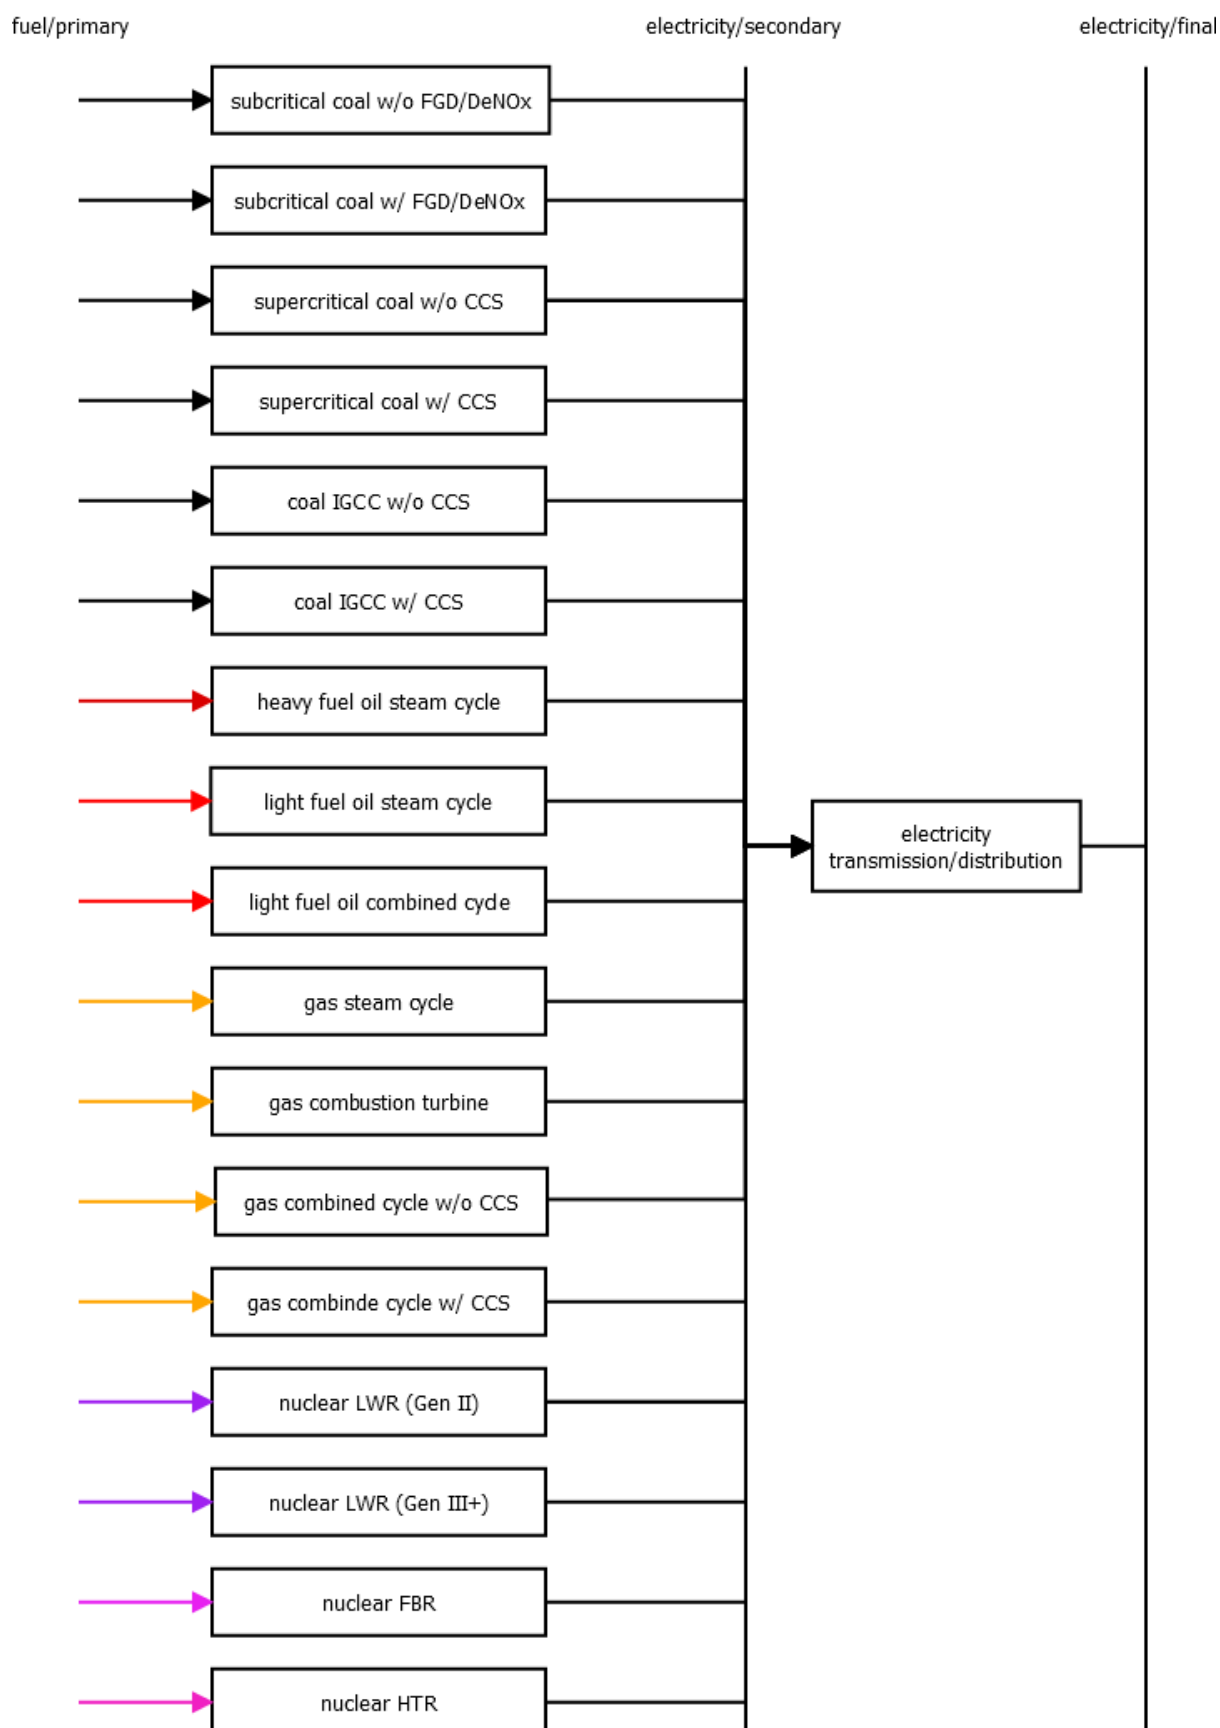 fuel/primary
electricity/secondary
electricity/final
subcritical coal w/o FGD/DeNOx
subcritical coal w/ FGD/DeNOx
supercritical coal w/o CCS
supercritical coal w/ CCS
coal IGCC w/o CCS
coal IGCC w/ CCS
heavy fuel oil steam cycle
light fuel oil steam cycle
electricity
transmission/distribution
light fuel oil combined cycle
gas steam cycle
gas combustion turbine
gas combined cycle w/o CCS
gas combinde cycle w/ CCS
nuclear LWR (Gen II)
nuclear LWR (Gen III+)
nuclear FBR
nuclear HTR